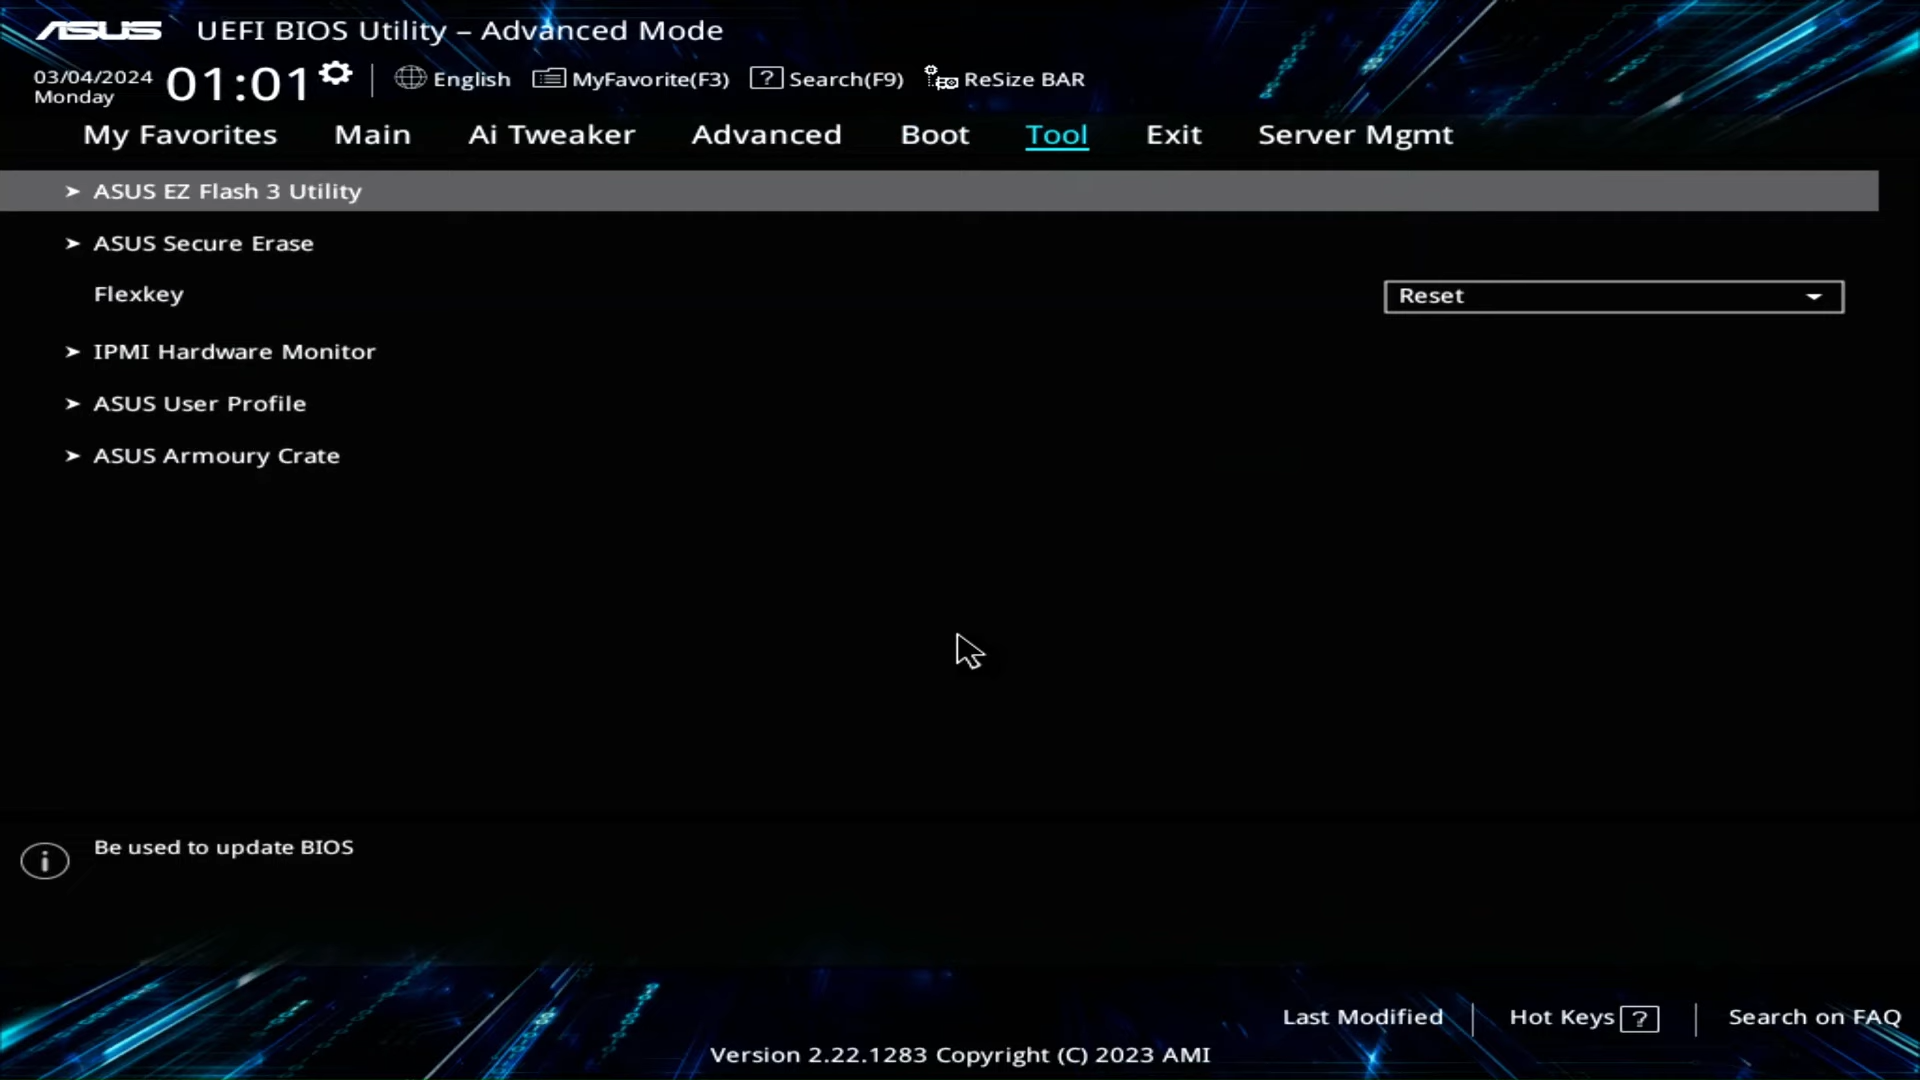 ASUS UEFI BIOS Utility – Advanced Mode
03/04/2024
Monday
01:01
English MyFavorite(F3) ? Search(F9) ReSize BAR
My Favorites Main Ai Tweaker Advanced Boot Tool Exit Server Mgmt
ASUS EZ Flash 3 Utility
ASUS Secure Erase
Flexkey Reset
IPMI Hardware Monitor
ASUS User Profile
ASUS Armoury Crate
i Be used to update BIOS
Last Modified Hot Keys ? Search on FAQ
Version 2.22.1283 Copyright (C) 2023 AMI